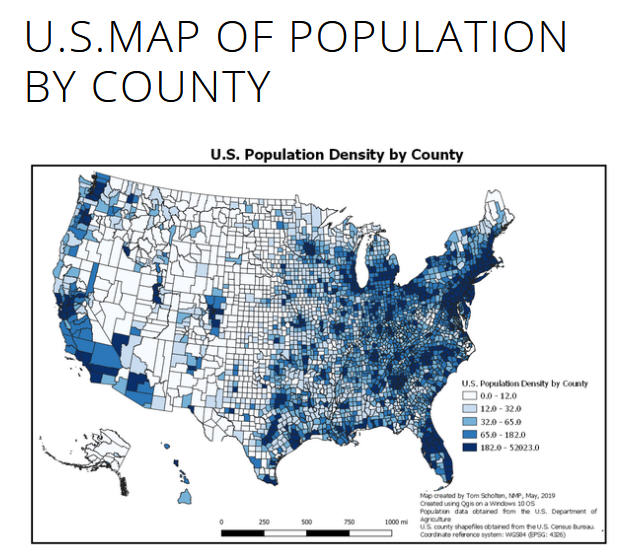 U.S.MAP OF POPULATION
BY COUNTY
U.S. Population Density by County
U.S. Population Density by County
0.0 - 12.0
12.0 - 32.0
32.0 - 65.0
65.0 - 182.0
182.0 - 52023.0
Map created by Tom Scholten, NMP, May, 2019
Created using Qgis on a Windows 10 OS
Population data obtained from the U.S. Department of
Agriculture
U.S. county shapefiles obtained from the U.S. Census Bureau.
Coordinate reference system: WGS84 (EPSG: 4326)
0 250 500 750 1000 mi